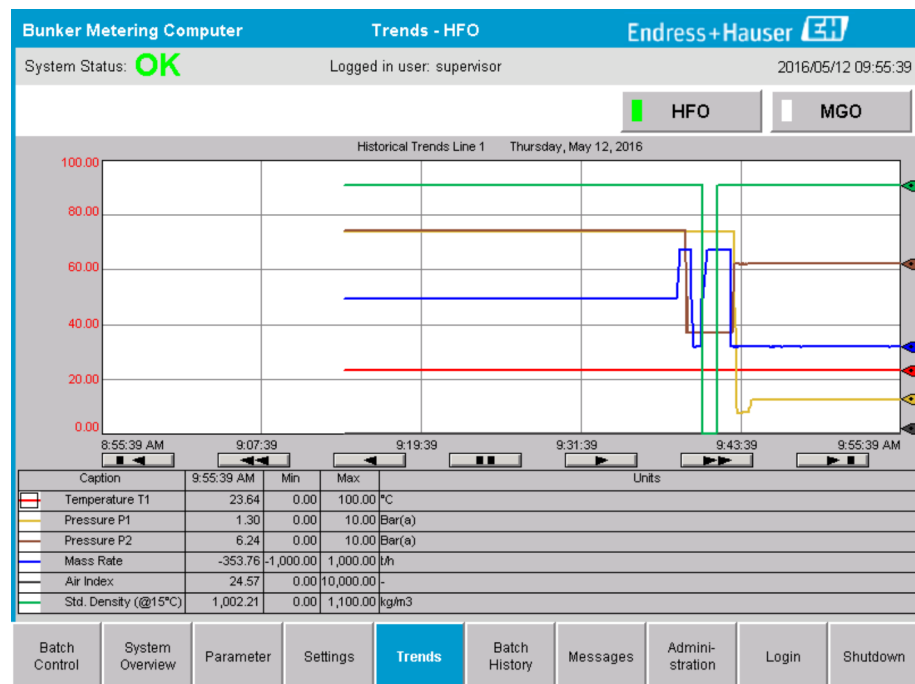 Bunker Metering Computer Trends - HFO Endress+Hauser EH
System Status: OK Logged in user: supervisor 2016/05/12 09:55:39
HFO MGO
Historical Trends Line 1 Thursday, May 12, 2016
100.00
80.00
60.00
40.00
20.00
0.00
8:55:39 AM 9:07:39 9:19:39 9:31:39 9:43:39 9:55:39 AM
Caption 9:55:39 AM Min Max Units
Temperature T1 23.64 0.00 100.00 °C
Pressure P1 1.30 0.00 10.00 Bar(a)
Pressure P2 6.24 0.00 10.00 Bar(a)
Mass Rate -353.76 -1,000.00 1,000.00 t/h
Air Index 24.57 0.00 10,000.00 -
Std. Density (@15°C) 1,002.21 0.00 1,100.00 kg/m3
Batch Control System Overview Parameter Settings Trends Batch History Messages Admini- stration Login Shutdown